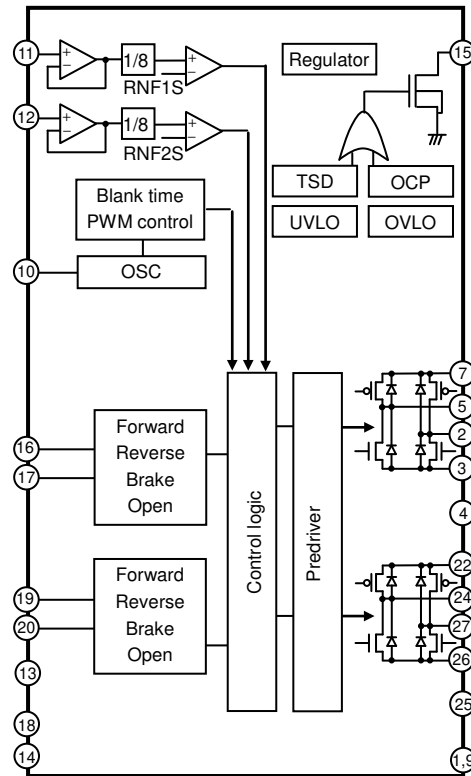 11
1/8
RNF1S
Regulator
15
12
1/8
RNF2S
TSD
OCP
UVLO
OVLO
Blank time
PWM control
10
OSC
7
5
2
3
16
17
Forward
Reverse
Brake
Open
Control logic
Predriver
4
22
24
27
26
19
20
Forward
Reverse
Brake
Open
13
25
18
14
1,9